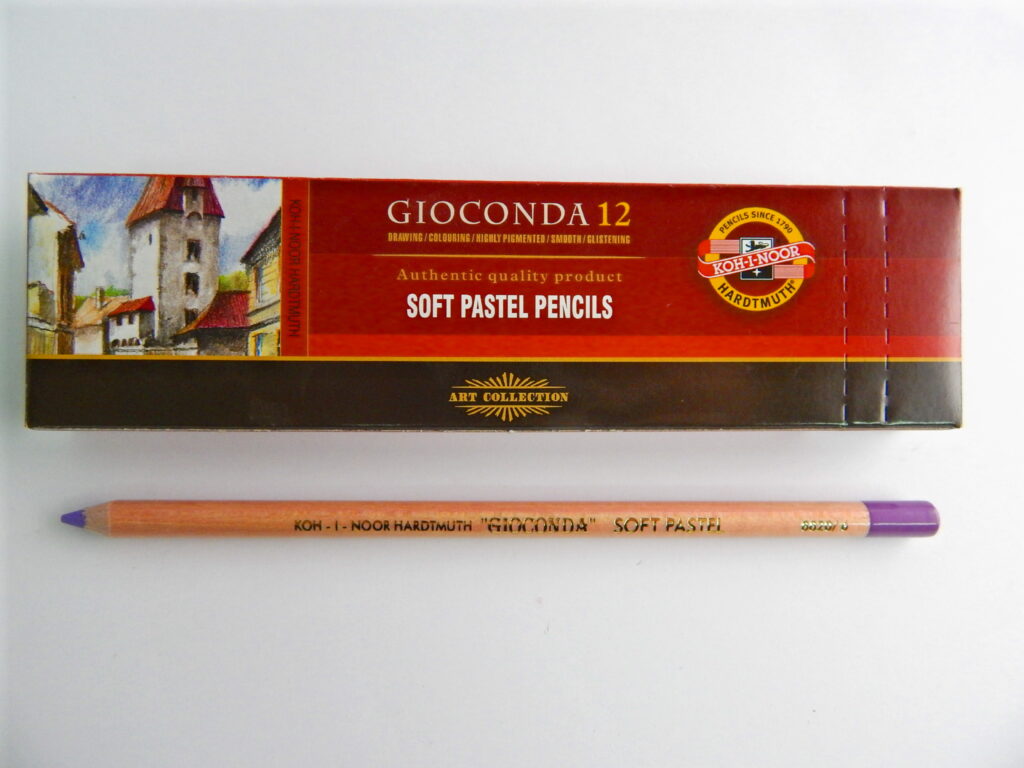 KOH-I-NOOR HARDTMUTH
GIOCONDA 12
DRAWING / COLOURING / HIGHLY PIGMENTED / SMOOTH / GLISTENING
Authentic quality product
SOFT PASTEL PENCILS
PENCILS SINCE 1790
KOH-I-NOOR
HARDTMUTH®
ART COLLECTION
KOH - I - NOOR HARDTMUTH "GIOCONDA" SOFT PASTEL